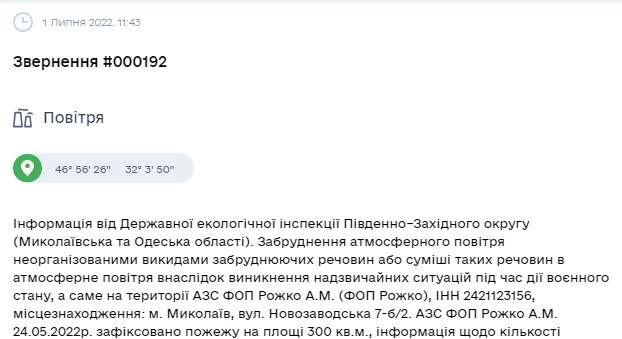 1 Липня 2022, 11:43
Звернення #000192
Повітря
46° 56' 26" 32° 3' 50"
Інформація від Державної екологічної інспекції Південно-Західного округу
(Миколаївська та Одеська області). Забруднення атмосферного повітря
неорганізованими викидами забруднюючих речовин або суміші таких речовин в
атмосферне повітря внаслідок виникнення надзвичайних ситуацій під час дії воєнного
стану, а саме на території АЗС ФОП Рожко А.М. (ФОП Рожко), ІНН 2421123156,
місцезнаходження: м. Миколаїв, вул. Новозаводська 7-б/2. АЗС ФОП Рожко А.М.
24.05.2022р. зафіксовано пожежу на площі 300 кв.м., інформація щодо кількості